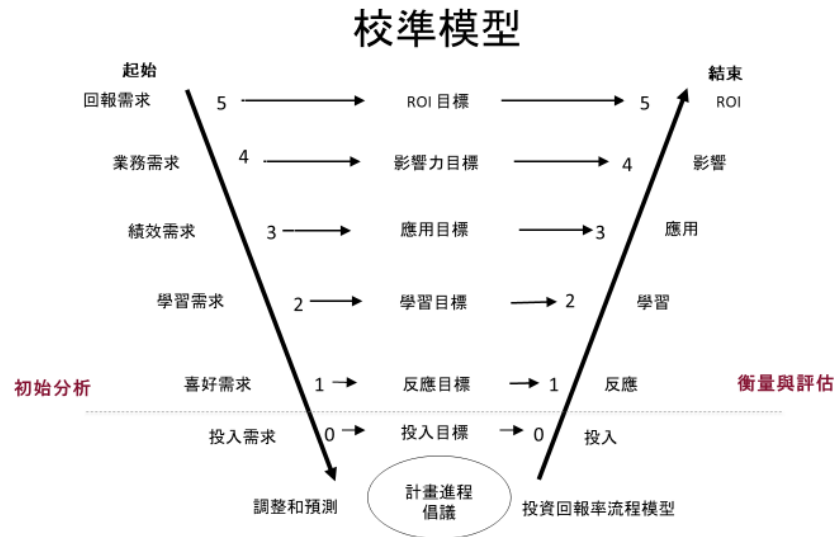 校準模型
起始
結束
回報需求 5 ROI 目標 5 ROI
業務需求 4 影響力目標 4 影響
績效需求 3 應用目標 3 應用
學習需求 2 學習目標 2 學習
初始分析 喜好需求 1 反應目標 1 反應 衡量與評估
投入需求 0 投入目標 0 投入
調整和預測
計畫進程
倡議
投資回報率流程模型